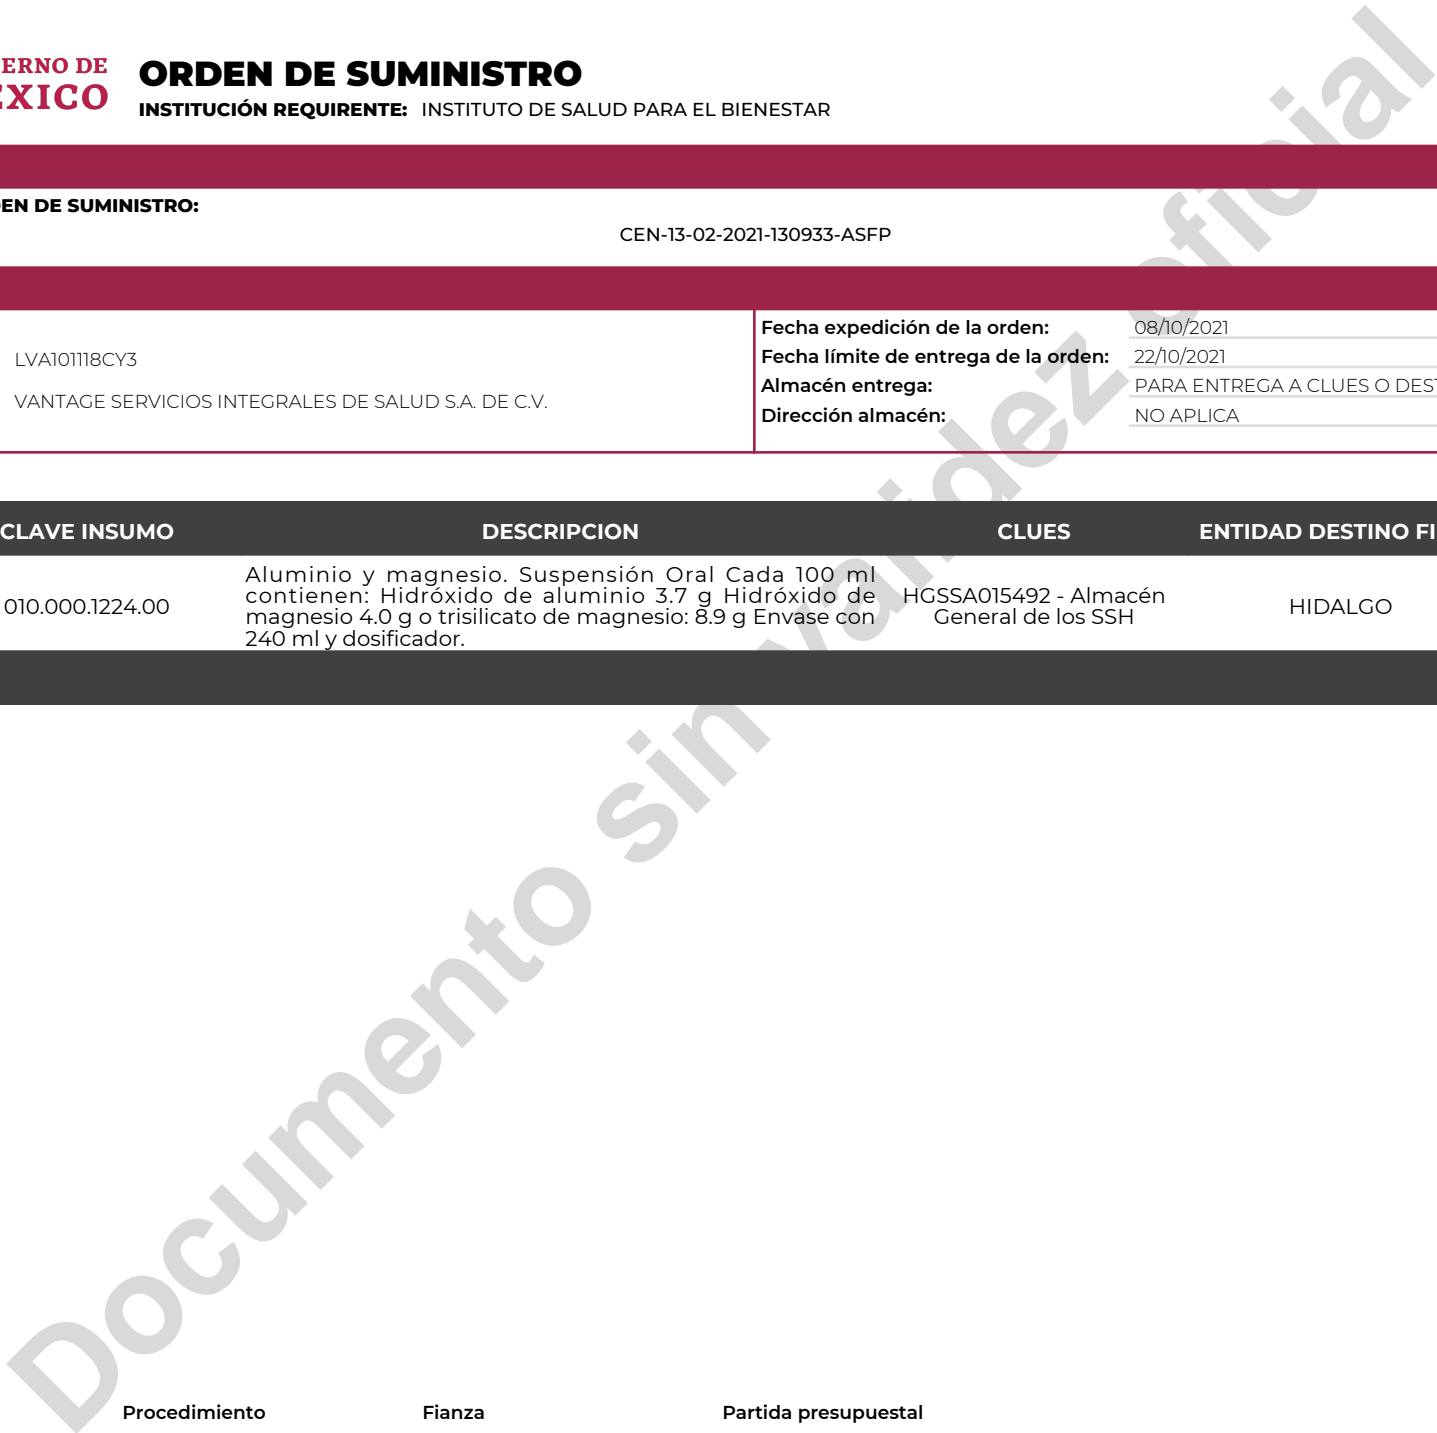 ERNO DE
EXICO
ORDEN DE SUMINISTRO
INSTITUCIÓN REQUIRENTE: INSTITUTO DE SALUD PARA EL BIENESTAR
EN DE SUMINISTRO:
CEN-13-02-2021-130933-ASFP
LVA101118CY3
VANTAGE SERVICIOS INTEGRALES DE SALUD S.A. DE C.V.
Fecha expedición de la orden: 08/10/2021
Fecha límite de entrega de la orden: 22/10/2021
Almacén entrega: PARA ENTREGA A CLUES O DEST
Dirección almacén: NO APLICA
CLAVE INSUMO DESCRIPCION CLUES ENTIDAD DESTINO FI
010.000.1224.00
Aluminio y magnesio. Suspensión Oral Cada 100 ml
contienen: Hidróxido de aluminio 3.7 g Hidróxido de
magnesio 4.0 g o trisilicato de magnesio: 8.9 g Envase con
240 ml y dosificador.
HGSSA015492 - Almacén
General de los SSH
HIDALGO
Documento sin validez oficial
Procedimiento Fianza Partida presupuestal